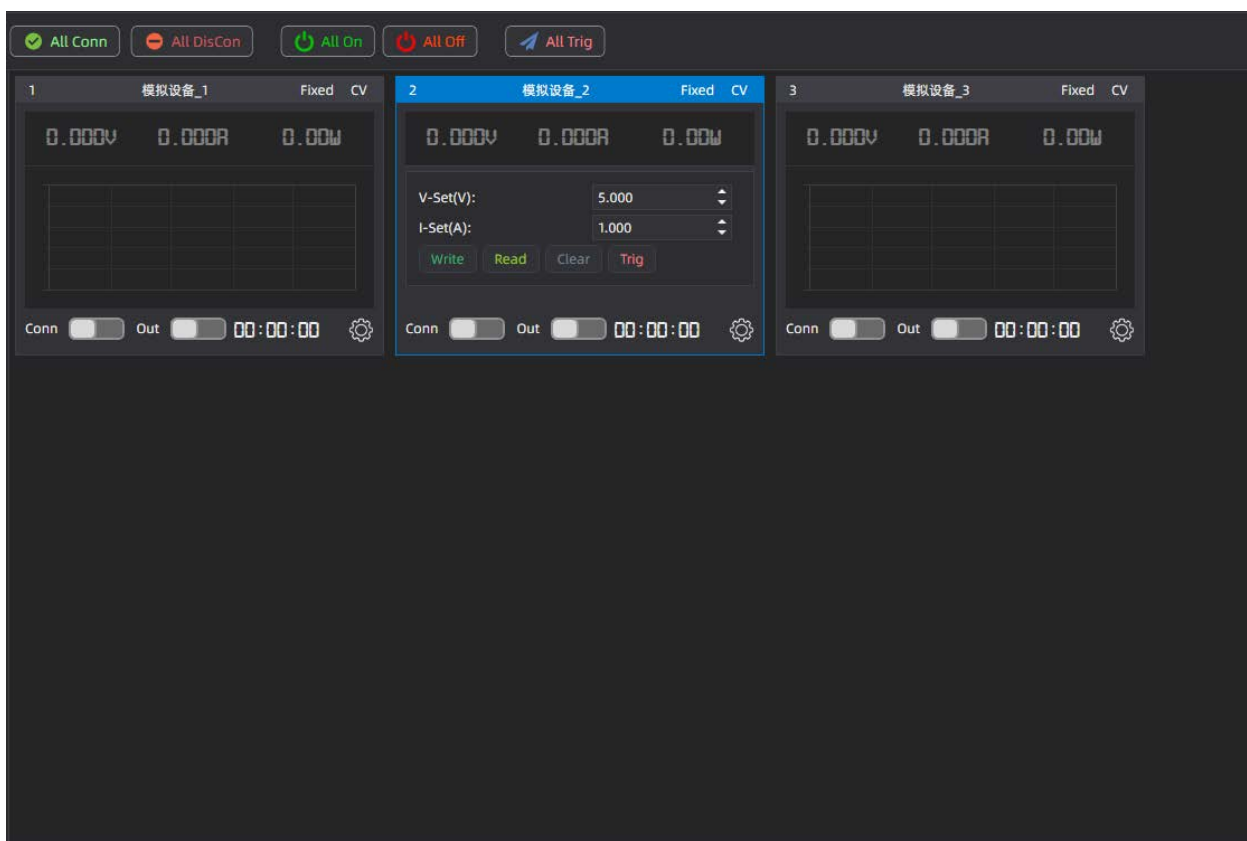 All Conn All DisCon All On All Off All Trig
1 模拟设备_1 Fixed CV
0.000V 0.000A 0.00W
Conn Out 00:00:00
2 模拟设备_2 Fixed CV
0.000V 0.000A 0.00W
V-Set(V): 5.000
I-Set(A): 1.000
Write Read Clear Trig
Conn Out 00:00:00
3 模拟设备_3 Fixed CV
0.000V 0.000A 0.00W
Conn Out 00:00:00